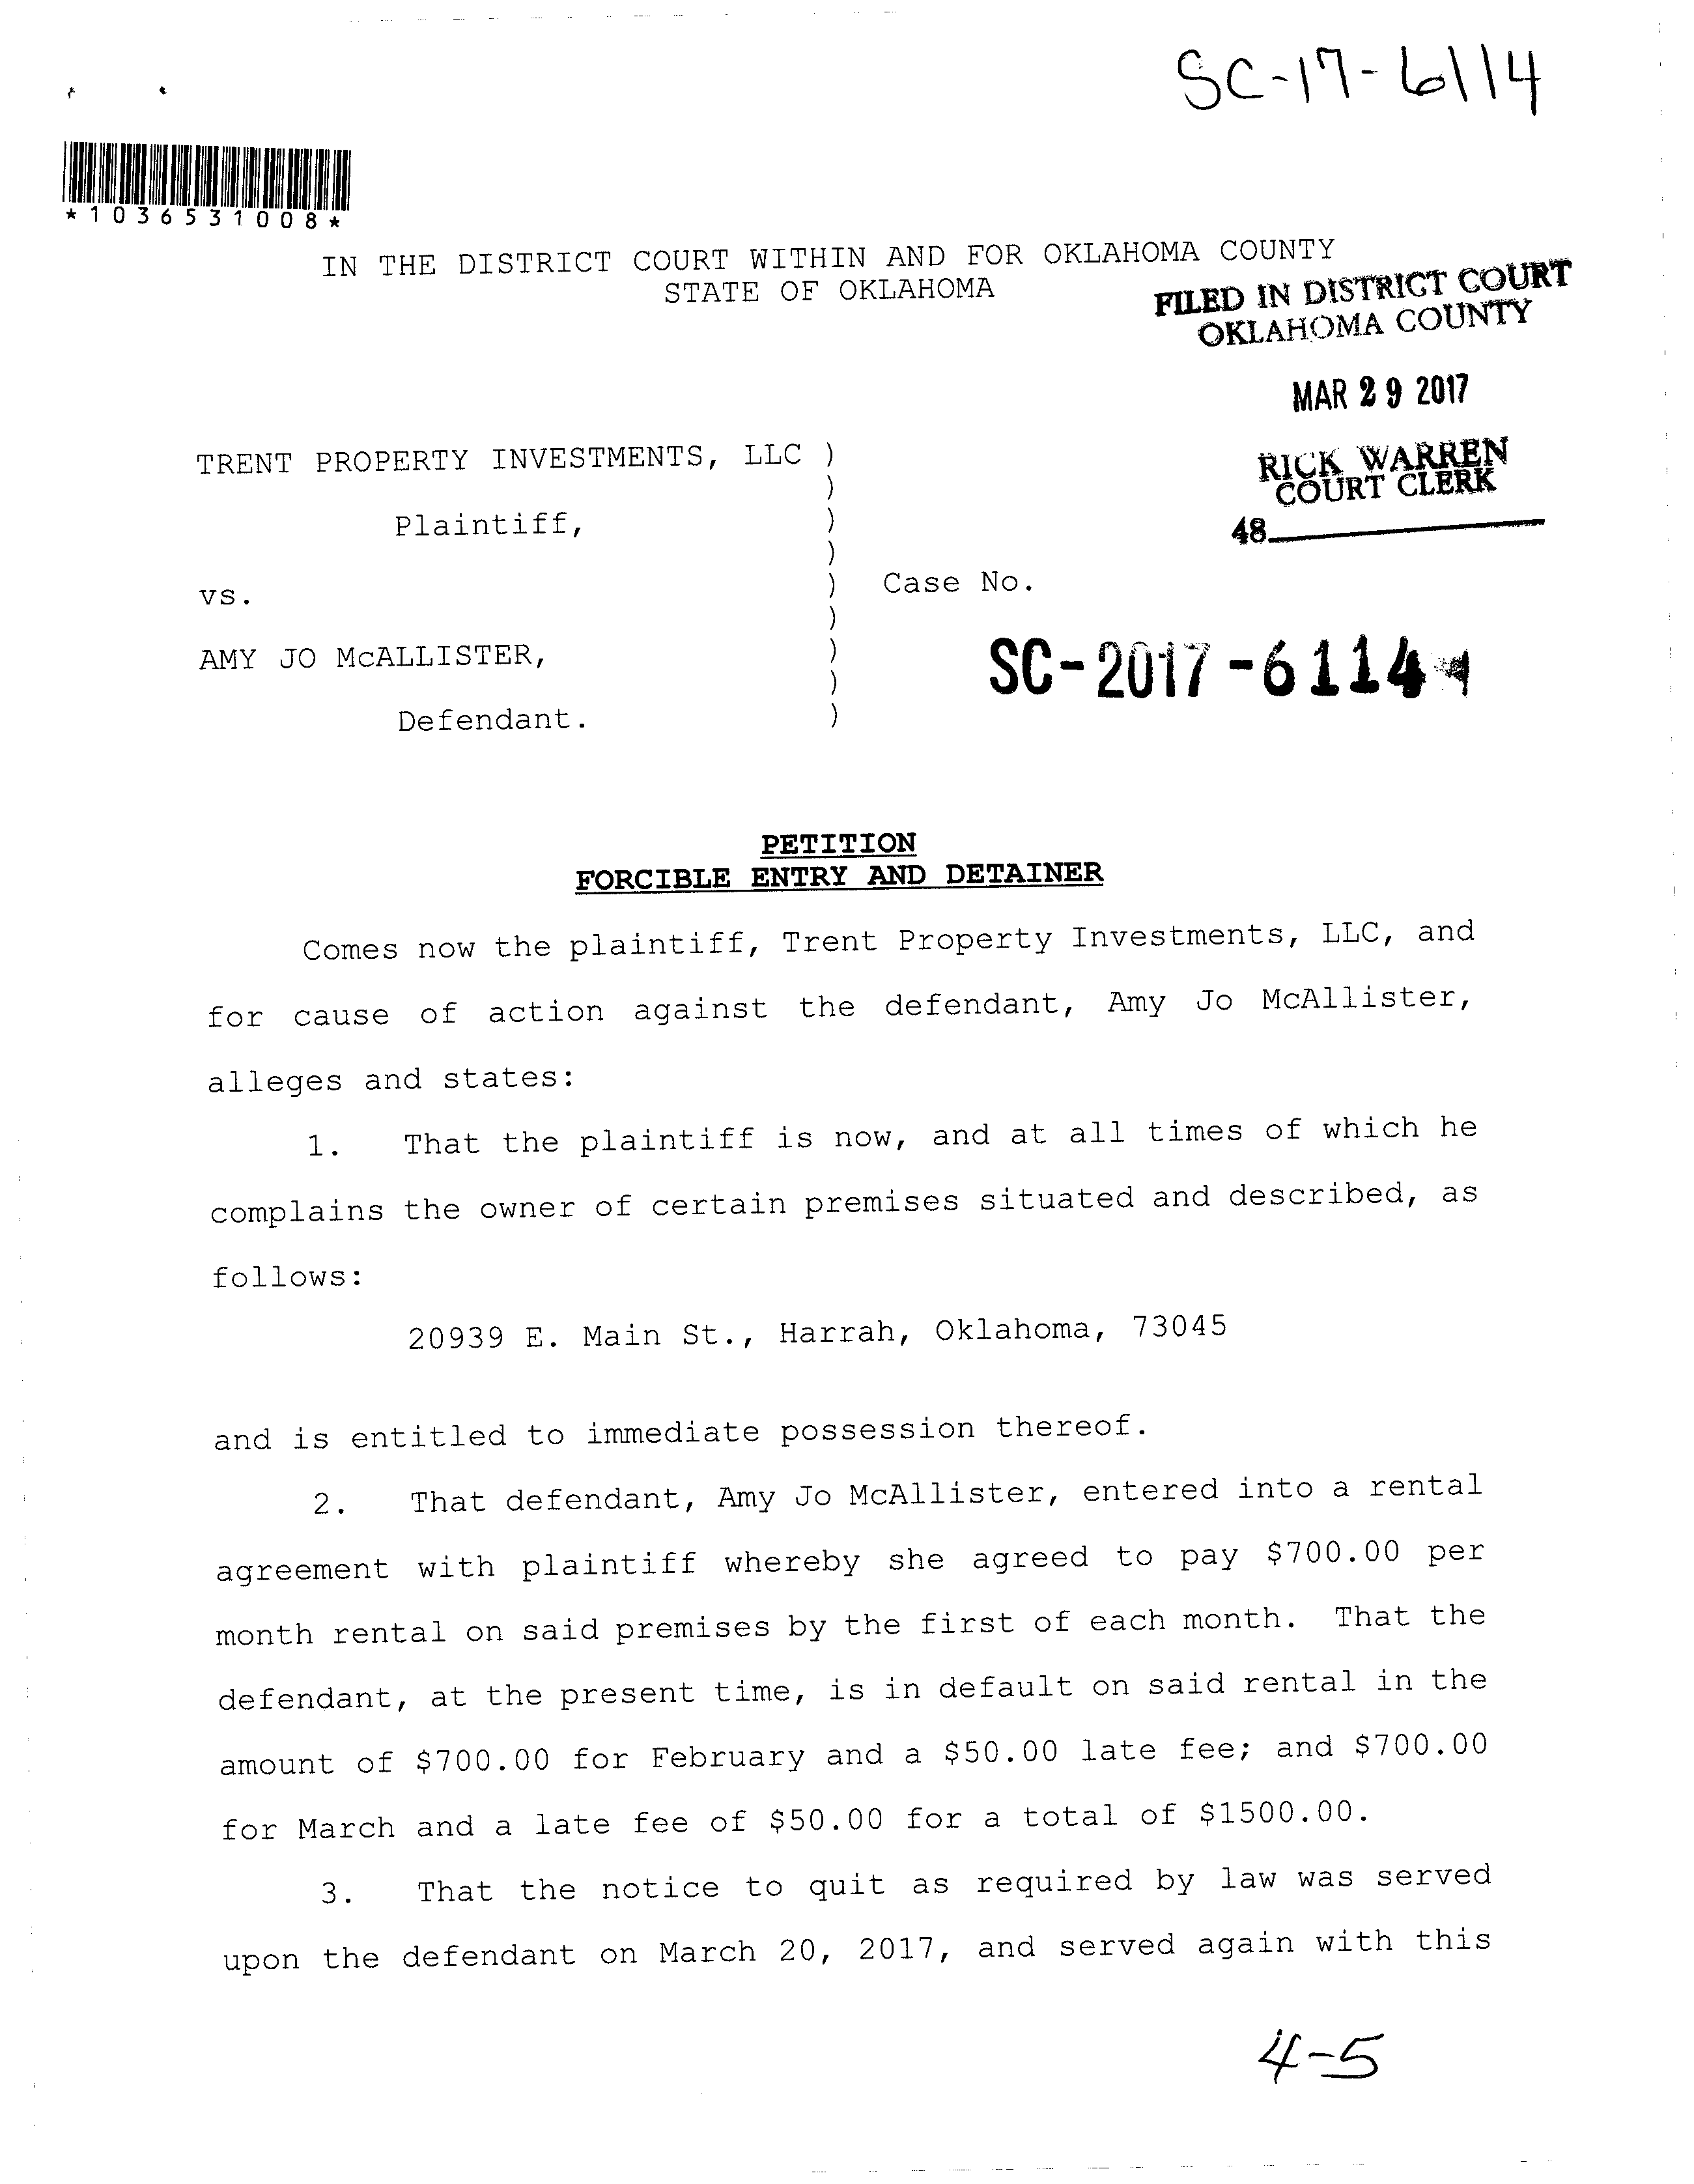 SC-17-6114
*1036531008*
IN THE DISTRICT COURT WITHIN AND FOR OKLAHOMA COUNTY
STATE OF OKLAHOMA
FILED IN DISTRICT COURT
OKLAHOMA COUNTY
MAR 29 2017
RICK WARREN
COURT CLERK
48
TRENT PROPERTY INVESTMENTS, LLC )
)
Plaintiff, )
)
vs. ) Case No.
)
AMY JO McALLISTER, )
)
Defendant. )
SC-2017-6114
PETITION
FORCIBLE ENTRY AND DETAINER
Comes now the plaintiff, Trent Property Investments, LLC, and
for cause of action against the defendant, Amy Jo McAllister,
alleges and states:
1. That the plaintiff is now, and at all times of which he
complains the owner of certain premises situated and described, as
follows:
20939 E. Main St., Harrah, Oklahoma, 73045
and is entitled to immediate possession thereof.
2. That defendant, Amy Jo McAllister, entered into a rental
agreement with plaintiff whereby she agreed to pay $700.00 per
month rental on said premises by the first of each month. That the
defendant, at the present time, is in default on said rental in the
amount of $700.00 for February and a $50.00 late fee; and $700.00
for March and a late fee of $50.00 for a total of $1500.00.
3. That the notice to quit as required by law was served
upon the defendant on March 20, 2017, and served again with this
4-5